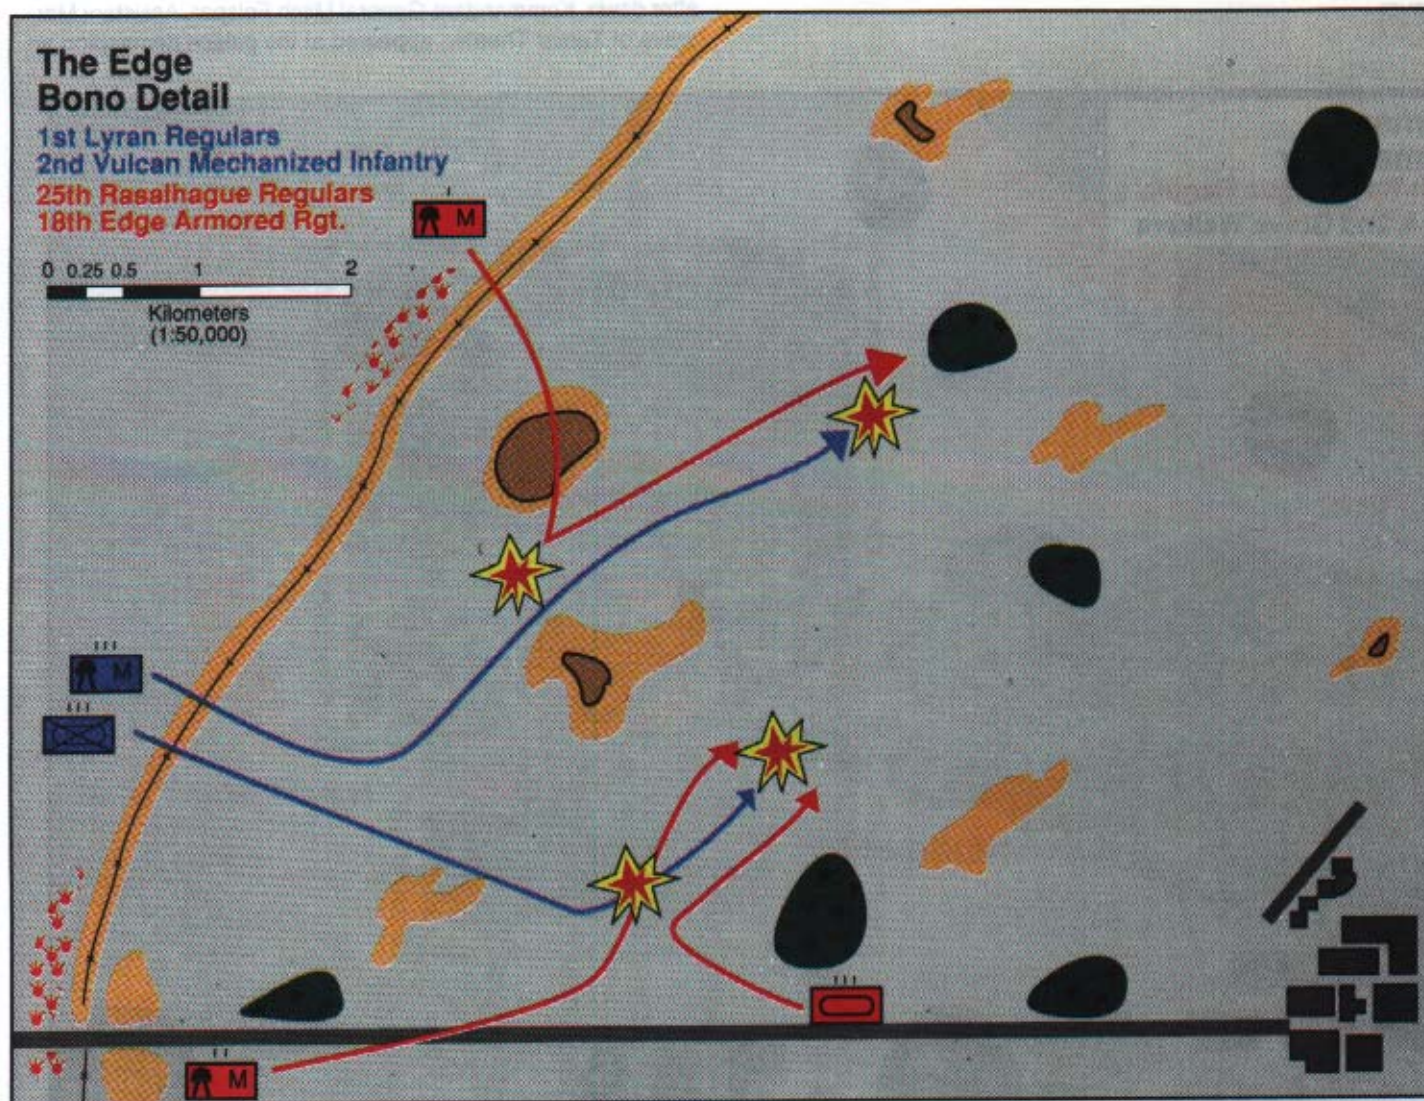 The Edge
Bono Detail
1st Lyran Regulars
2nd Vulcan Mechanized Infantry
25th Rasalhague Regulars
18th Edge Armored Rgt.
M
0 0.25 0.5 1 2
Kilometers
(1:50,000)
M
M